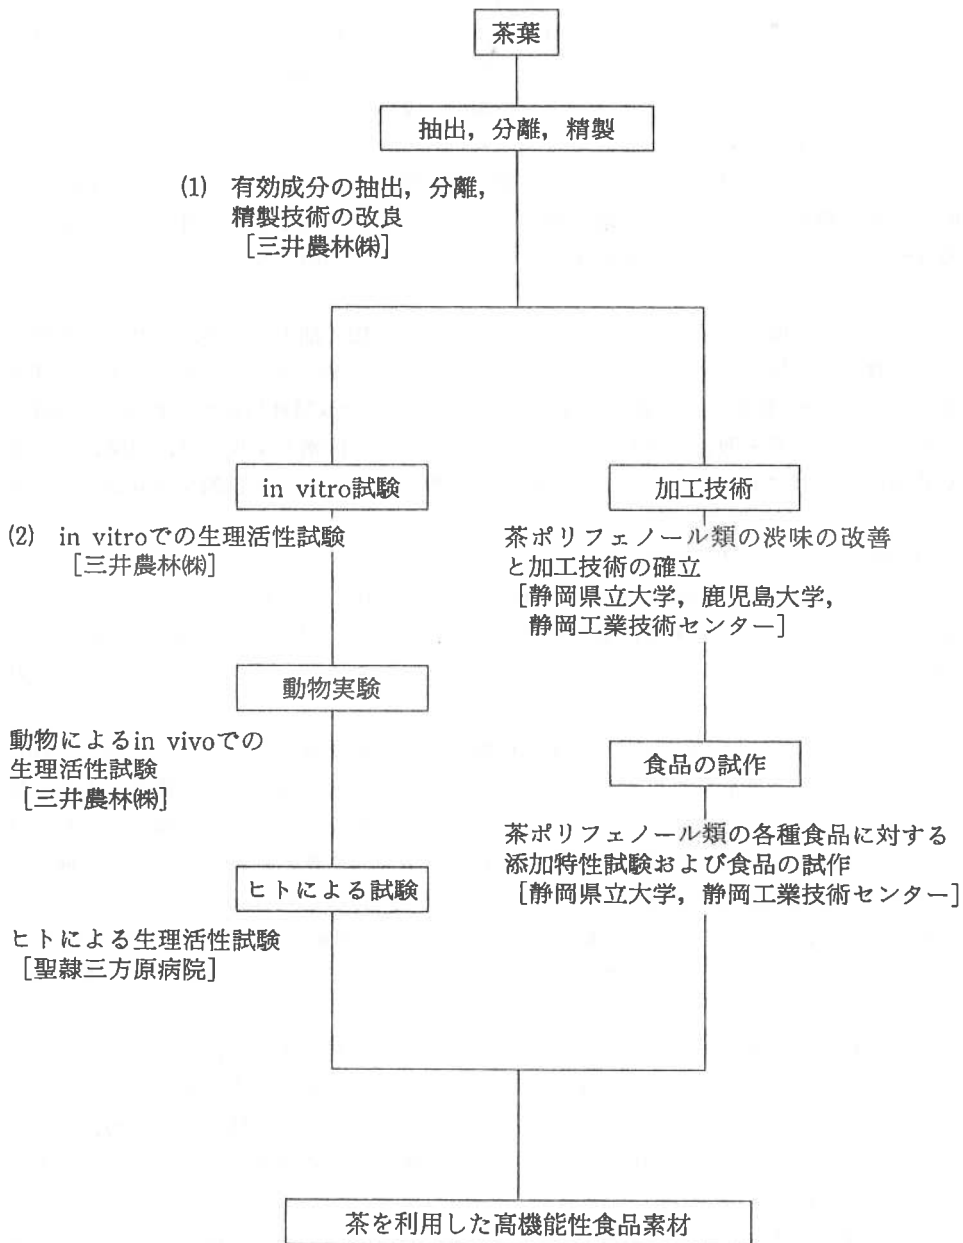 茶葉
抽出，分離，精製
(1) 有効成分の抽出，分離，
精製技術の改良
［三井農林㈱］
in vitro試験
加工技術
(2) in vitroでの生理活性試験
［三井農林㈱］
茶ポリフェノール類の渋味の改善
と加工技術の確立
［静岡県立大学，鹿児島大学，
静岡工業技術センター］
動物実験
動物によるin vivoでの
生理活性試験
［三井農林㈱］
食品の試作
茶ポリフェノール類の各種食品に対する
添加特性試験および食品の試作
［静岡県立大学，静岡工業技術センター］
ヒトによる試験
ヒトによる生理活性試験
［聖隷三方原病院］
茶を利用した高機能性食品素材